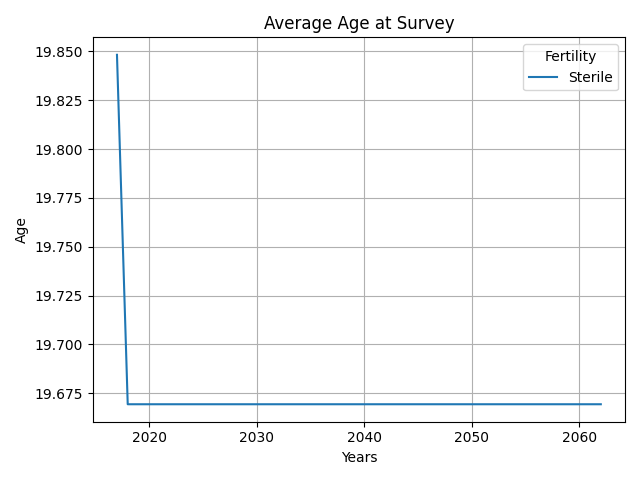 Average Age at Survey
Fertility
Sterile
Age
19.850
19.825
19.800
19.775
19.750
19.725
19.700
19.675
2020 2030 2040 2050 2060
Years